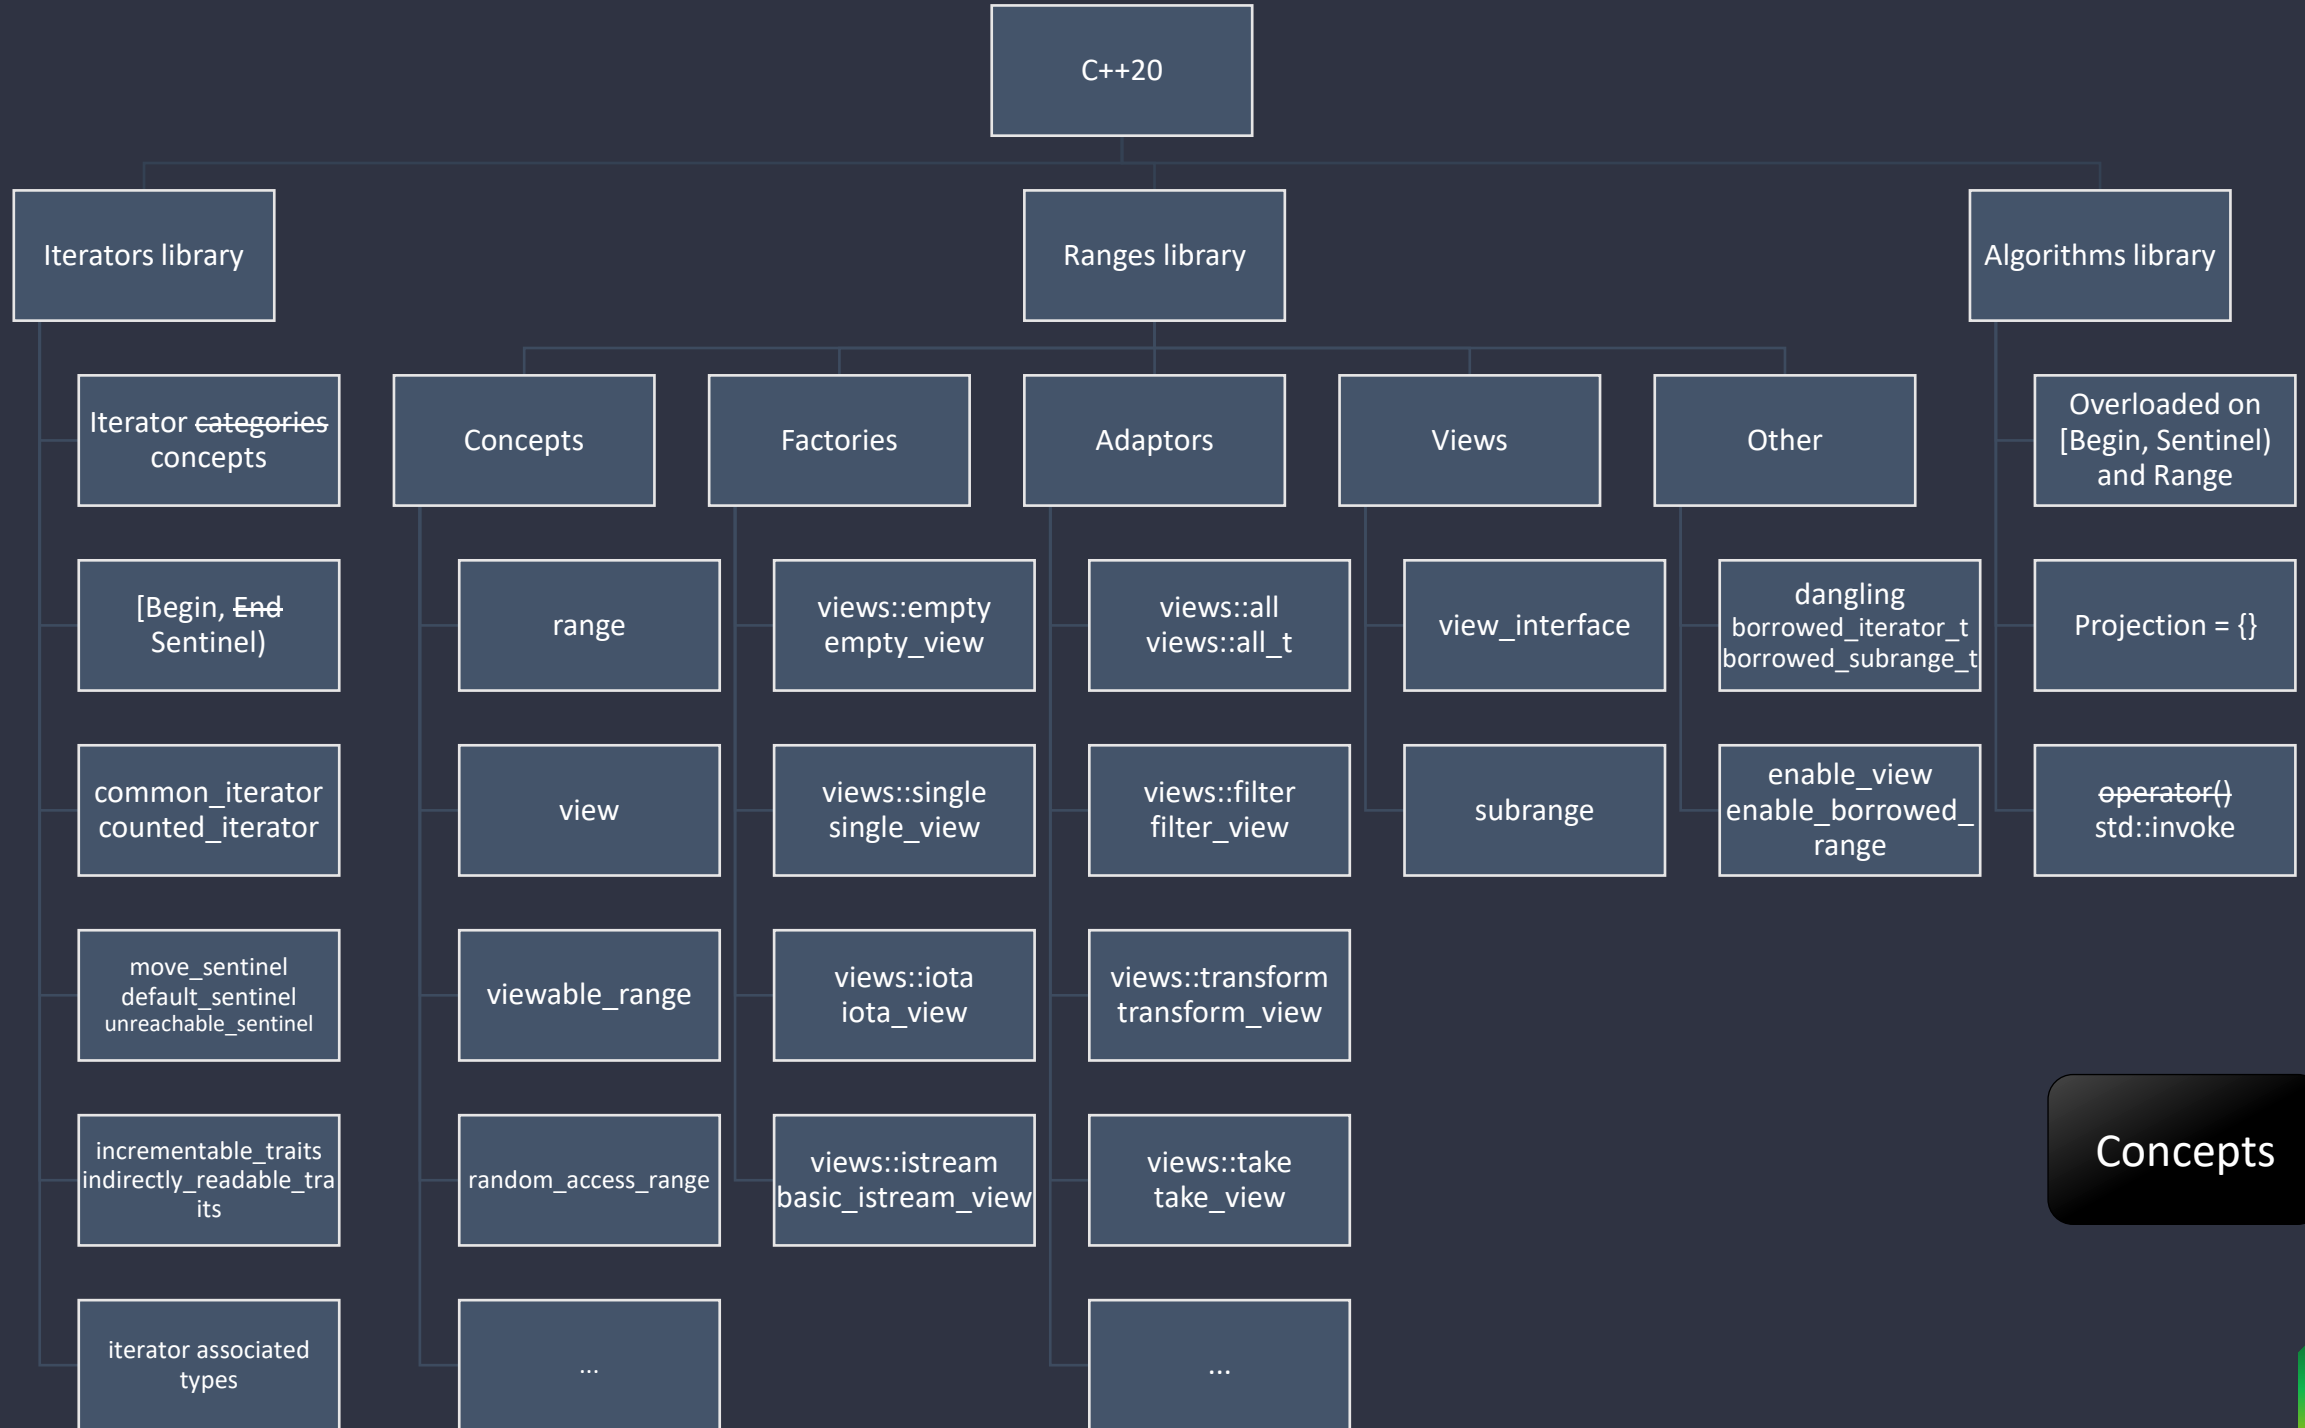 C++20
Iterators library
Ranges library
Algorithms library
Iterator categories
concepts
[Begin, End
Sentinel)
common_iterator
counted_iterator
move_sentinel
default_sentinel
unreachable_sentinel
incrementable_traits
indirectly_readable_tra
its
iterator associated
types
Concepts
range
view
viewable_range
random_access_range
...
Factories
views::empty
empty_view
views::single
single_view
views::iota
iota_view
views::istream
basic_istream_view
Adaptors
views::all
views::all_t
views::filter
filter_view
views::transform
transform_view
views::take
take_view
...
Views
view_interface
subrange
Other
dangling
borrowed_iterator_t
borrowed_subrange_t
enable_view
enable_borrowed_
range
Overloaded on
[Begin, Sentinel)
and Range
Projection = {}
operator()
std::invoke
Concepts